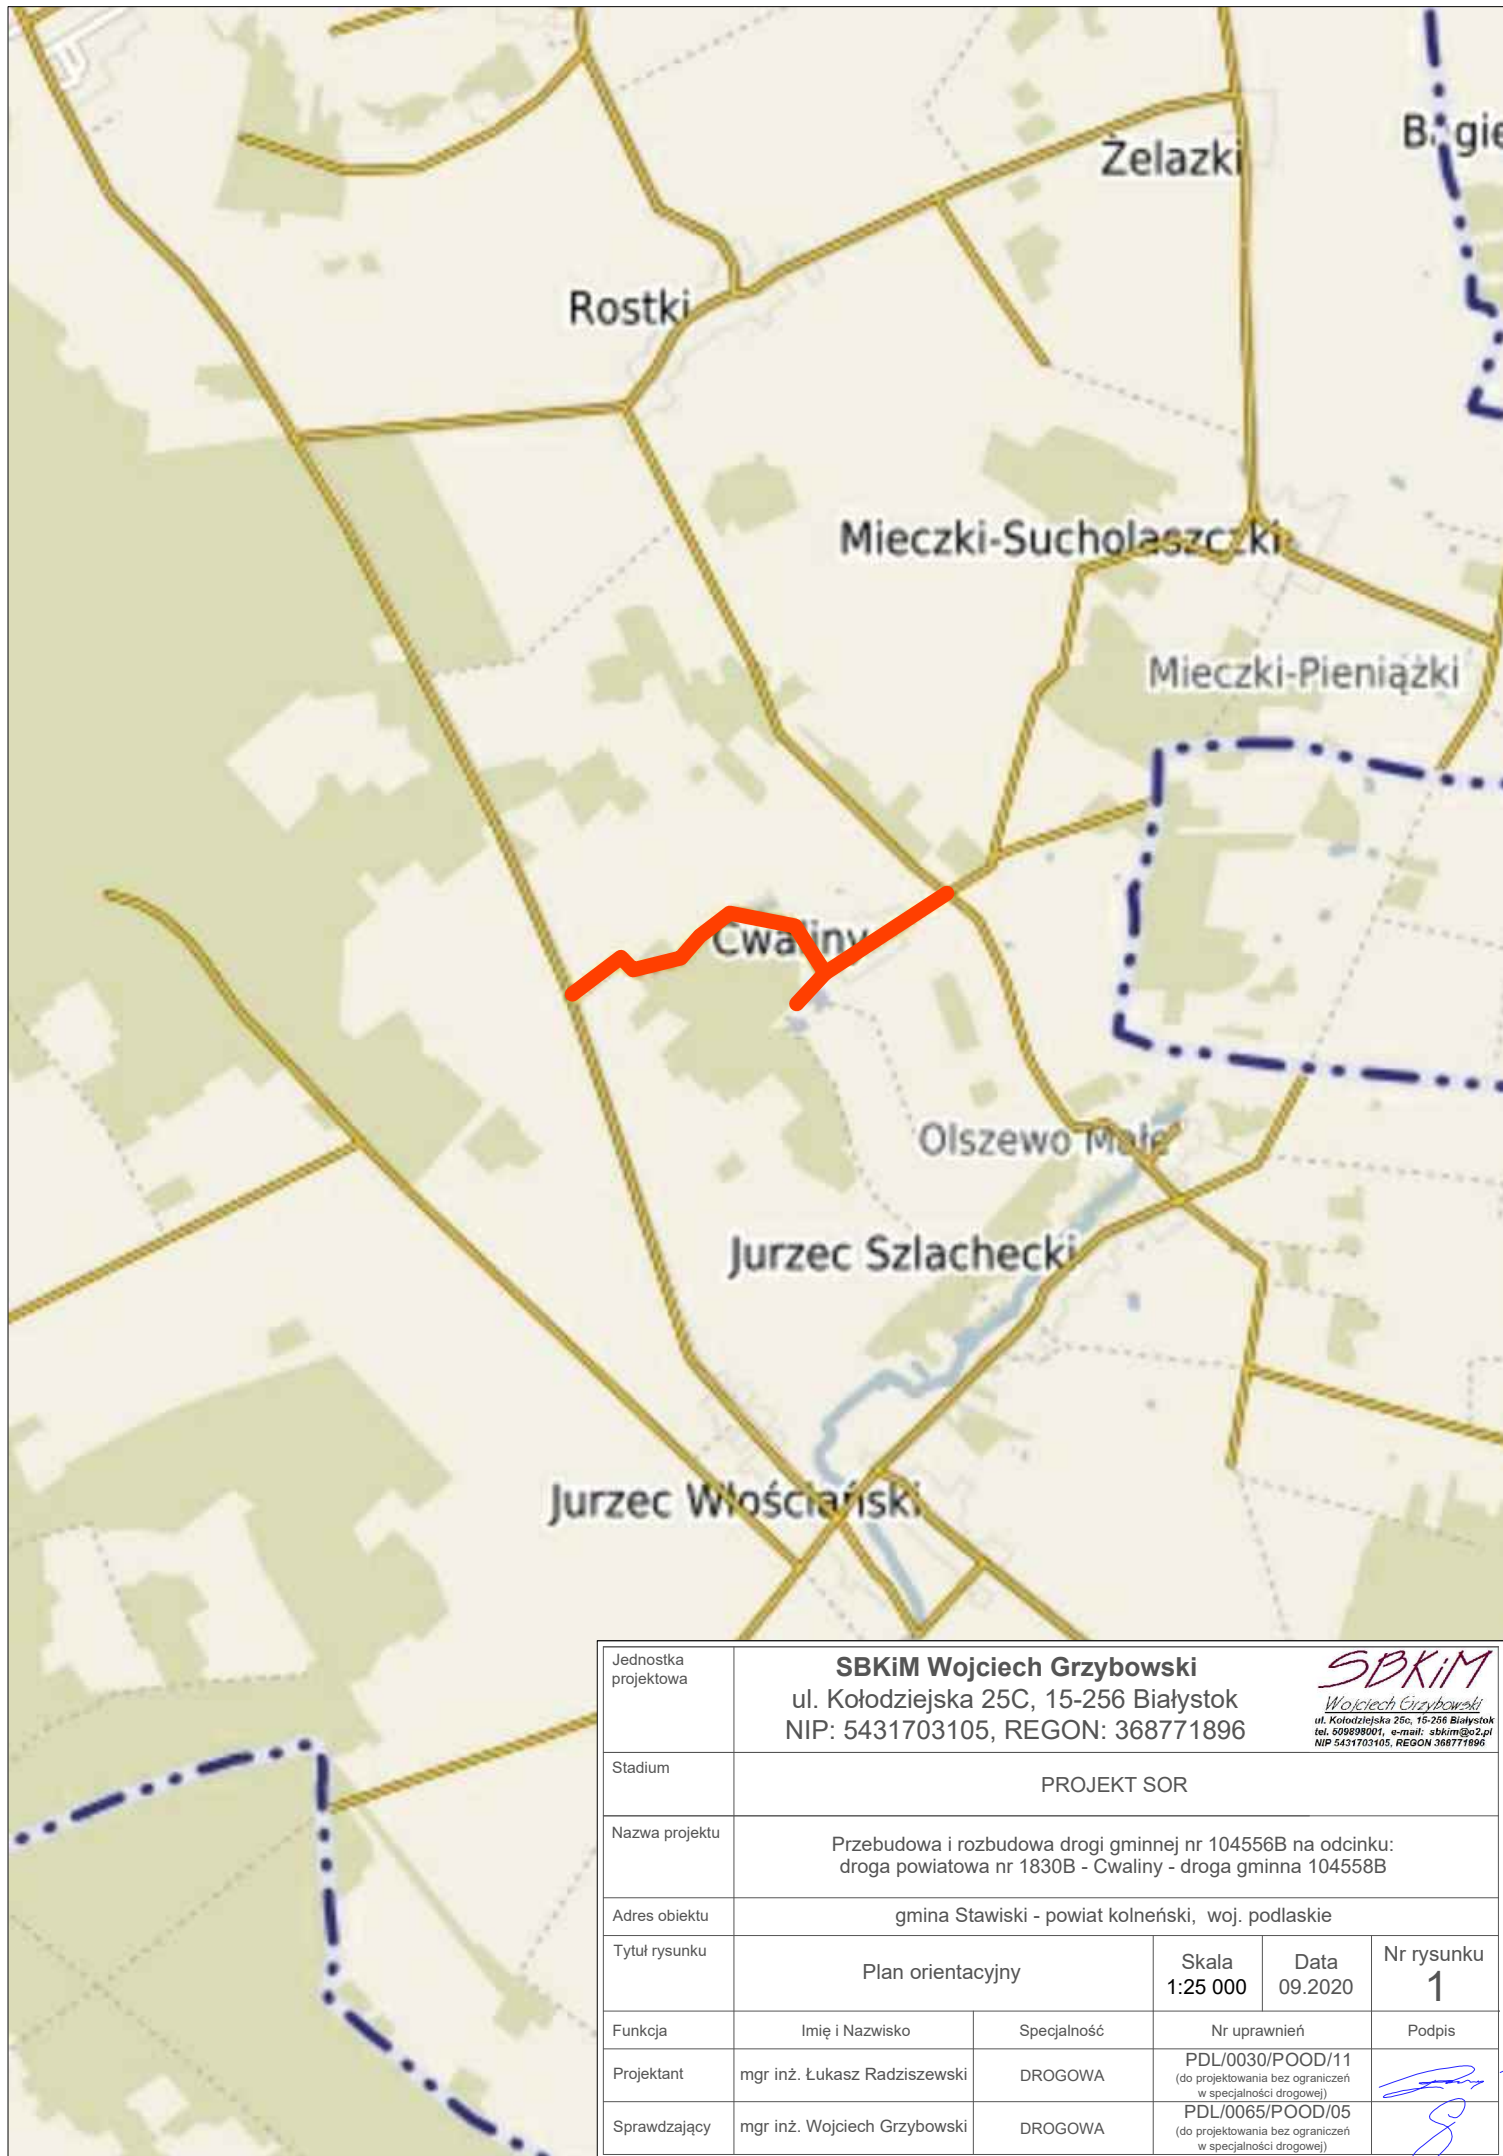 Żelazki
Rostki
Mieczki-Sucholaszczki
Mieczki-Pieniążki
Cwaliny
Olszewo Małe
Jurzec Szlachecki
Jurzec Włościański
Jednostka
projektowa
SBKiM Wojciech Grzybowski
ul. Kołodziejska 25C, 15-256 Białystok
NIP: 5431703105, REGON: 368771896
SBKiM
Wojciech Grzybowski
ul. Kołodziejska 25c, 15-256 Białystok
tel. 509898001, e-mail: sbkim@o2.pl
NIP 5431703105, REGON 368771896
Stadium
PROJEKT SOR
Nazwa projektu
Przebudowa i rozbudowa drogi gminnej nr 104556B na odcinku:
droga powiatowa nr 1830B - Cwaliny - droga gminna 104558B
Adres obiektu
gmina Stawiski - powiat kolneński, woj. podlaskie
Tytuł rysunku
Plan orientacyjny
Skala
1:25 000
Data
09.2020
Nr rysunku
1
Funkcja
Imię i Nazwisko
Specjalność
Nr uprawnień
Podpis
Projektant
mgr inż. Łukasz Radziszewski
DROGOWA
PDL/0030/POOD/11
(do projektowania bez ograniczeń
w specjalności drogowej)
Sprawdzający
mgr inż. Wojciech Grzybowski
DROGOWA
PDL/0065/POOD/05
(do projektowania bez ograniczeń
w specjalności drogowej)